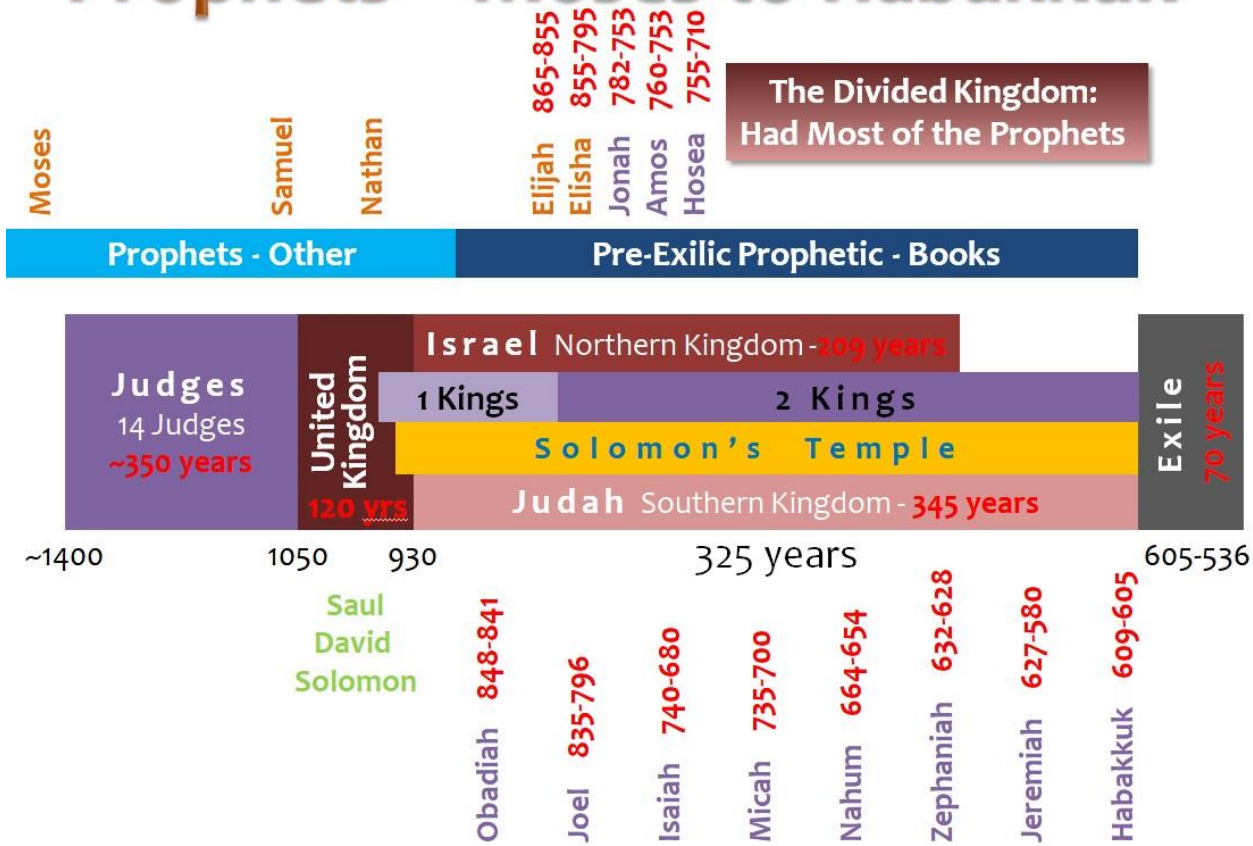 Prophets - Moses to Habakkuk
Moses
Samuel
Nathan
Elijah 865-855
Elisha 855-795
Jonah 782-753
Amos 760-753
Hosea 755-710
The Divided Kingdom:
Had Most of the Prophets
Prophets - Other
Pre-Exilic Prophetic - Books
Judges
14 Judges
~350 years
United
Kingdom
120 yrs
Israel Northern Kingdom -209 years
1 Kings
2 Kings
Solomon's Temple
Judah Southern Kingdom - 345 years
Exile
70 years
~1400
1050
930
325 years
605-536
Saul
David
Solomon
Obadiah 848-841
Joel 835-796
Isaiah 740-680
Micah 735-700
Nahum 664-654
Zephaniah 632-628
Jeremiah 627-580
Habakkuk 609-605